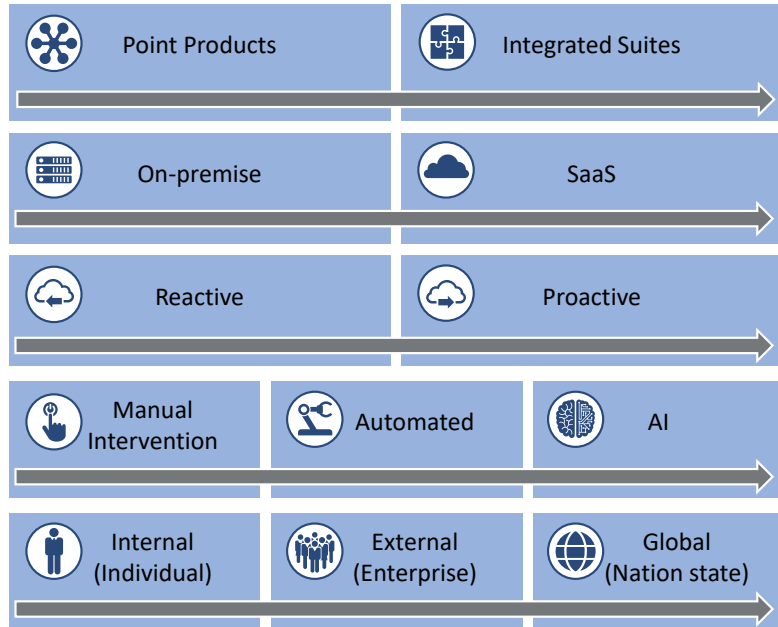 Point Products
Integrated Suites
On-premise
SaaS
Reactive
Proactive
Manual
Intervention
Automated
AI
Internal
(Individual)
External
(Enterprise)
Global
(Nation state)